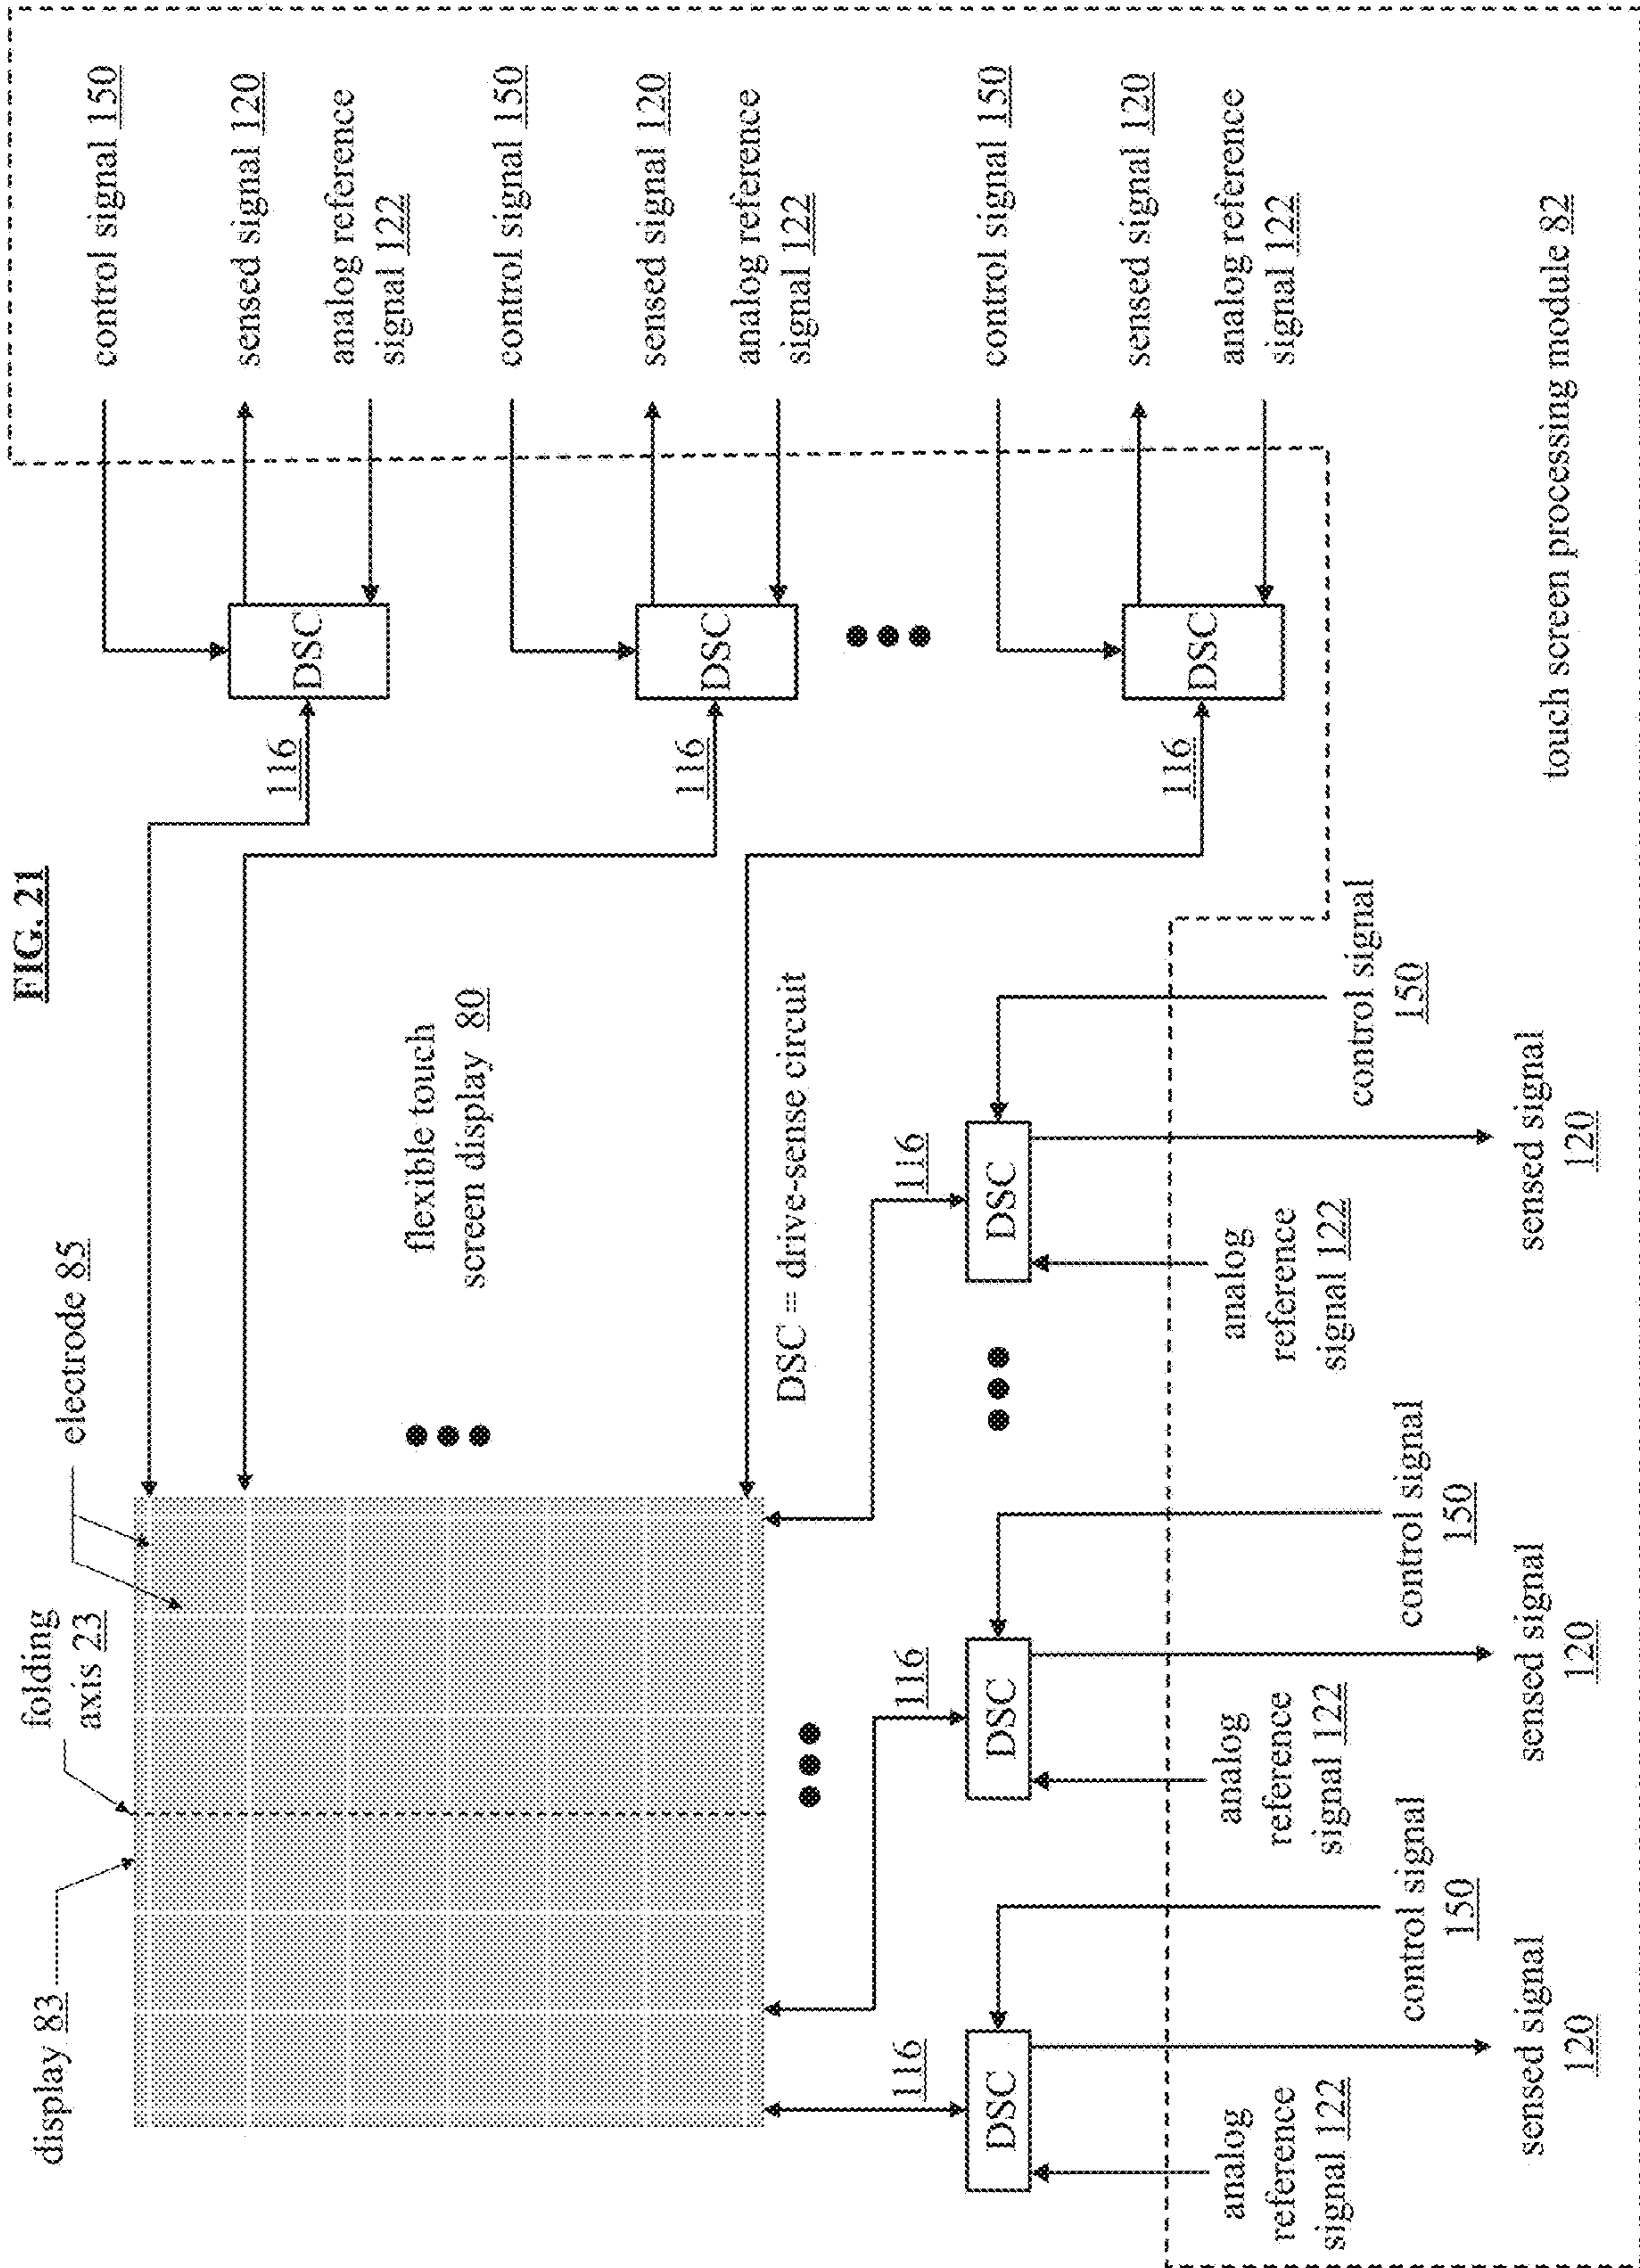 FIG. 21
display 83
folding
axis 23
electrode 85
flexible touch
screen display 80
DSC = drive-sense circuit
116
DSC
control signal 150
sensed signal 120
analog reference
signal 122
116
DSC
control signal 150
sensed signal 120
analog reference
signal 122
116
DSC
control signal 150
sensed signal 120
analog reference
signal 122
116
DSC
analog
reference
signal 122
control signal
150
sensed signal
120
116
DSC
analog
reference
signal 122
control signal
150
sensed signal
120
116
DSC
analog
reference
signal 122
control signal
150
sensed signal
120
touch screen processing module 82